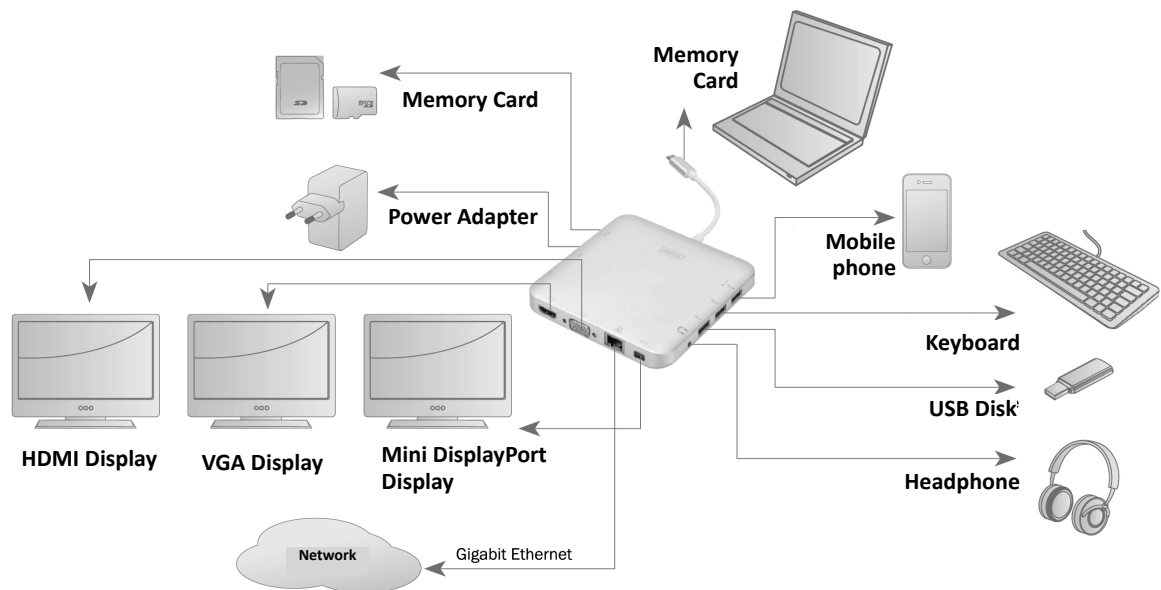 Memory
Card
Memory Card
SD
Power Adapter
Mobile
phone
Keyboard
USB Disk
Headphone
HDMI Display
VGA Display
Mini DisplayPort
Display
Network
Gigabit Ethernet